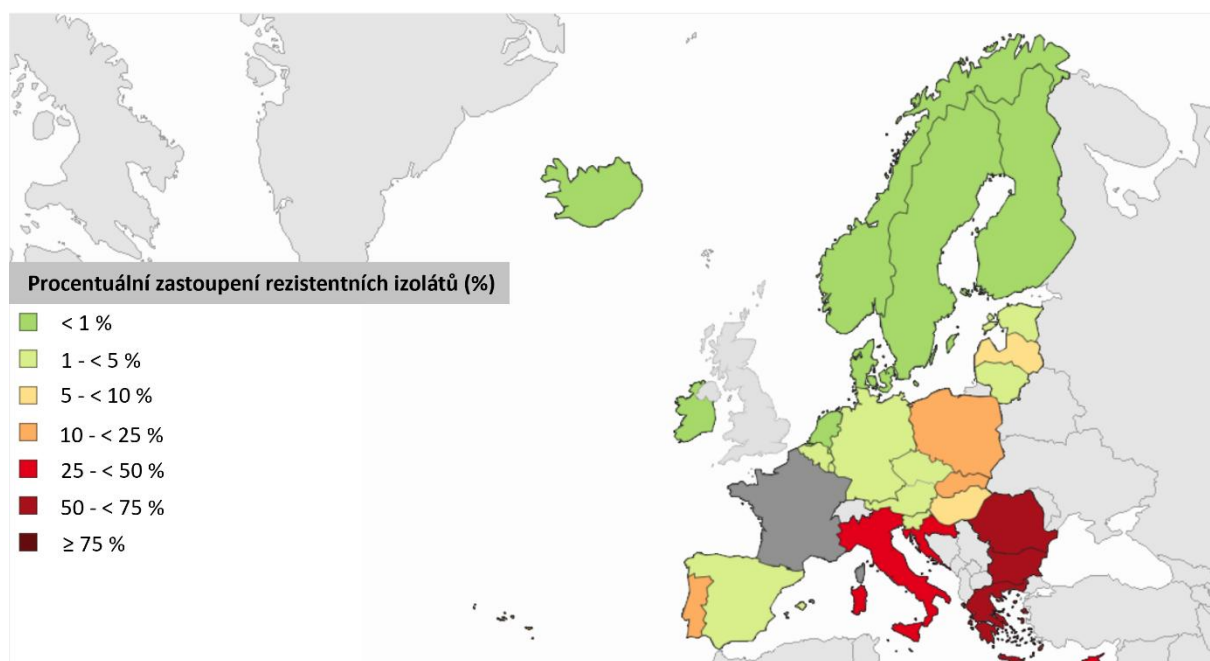 Procentuální zastoupení rezistentních izolátů (%)
< 1 %
1 - < 5 %
5 - < 10 %
10 - < 25 %
25 - < 50 %
50 - < 75 %
≥ 75 %